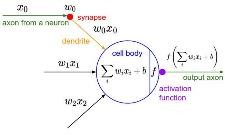 x₀ w₀
axon from a neuron synapse
w₀x₀
dendrite
cell body
f(∑ᵢ wᵢxᵢ + b)
w₁x₁
∑ᵢ wᵢxᵢ + b f
output axon
activation
function
w₂x₂